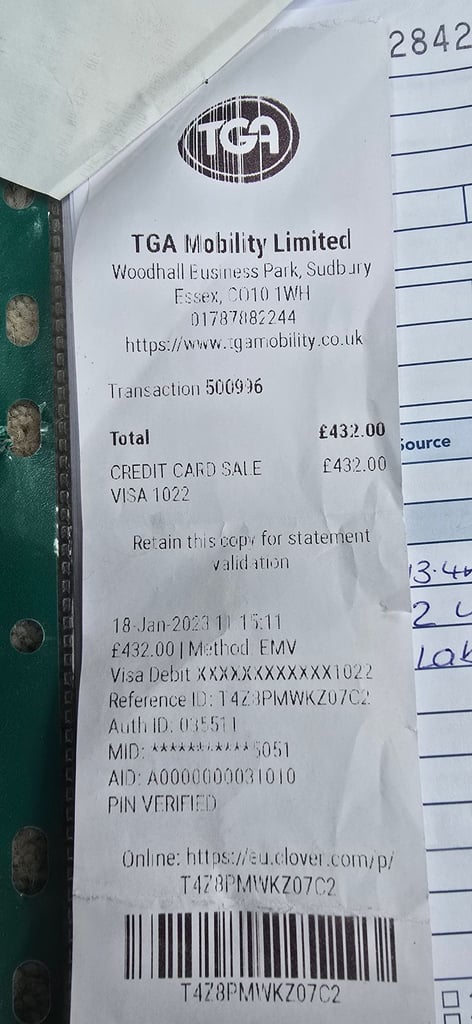 2842
TGA
TGA Mobility Limited
Woodhall Business Park, Sudbury
Essex, CO10 1WH
01787882244
https://www.tgamobility.co.uk
Transaction 500996
Total £432.00
CREDIT CARD SALE £432.00
VISA 1022
Retain this copy for statement
validation
18-Jan-2023 11:15:11
£432.00 | Method: EMV
Visa Debit XXXXXXXXXXXX1022
Reference ID: T4Z8PMWKZ07C2
Auth ID: 035511
MID: ***********5051
AID: A0000000031010
PIN VERIFIED
Online: https://eu.clover.com/p/
T4Z8PMWKZ07C2
T4Z8PMWKZ07C2
Source